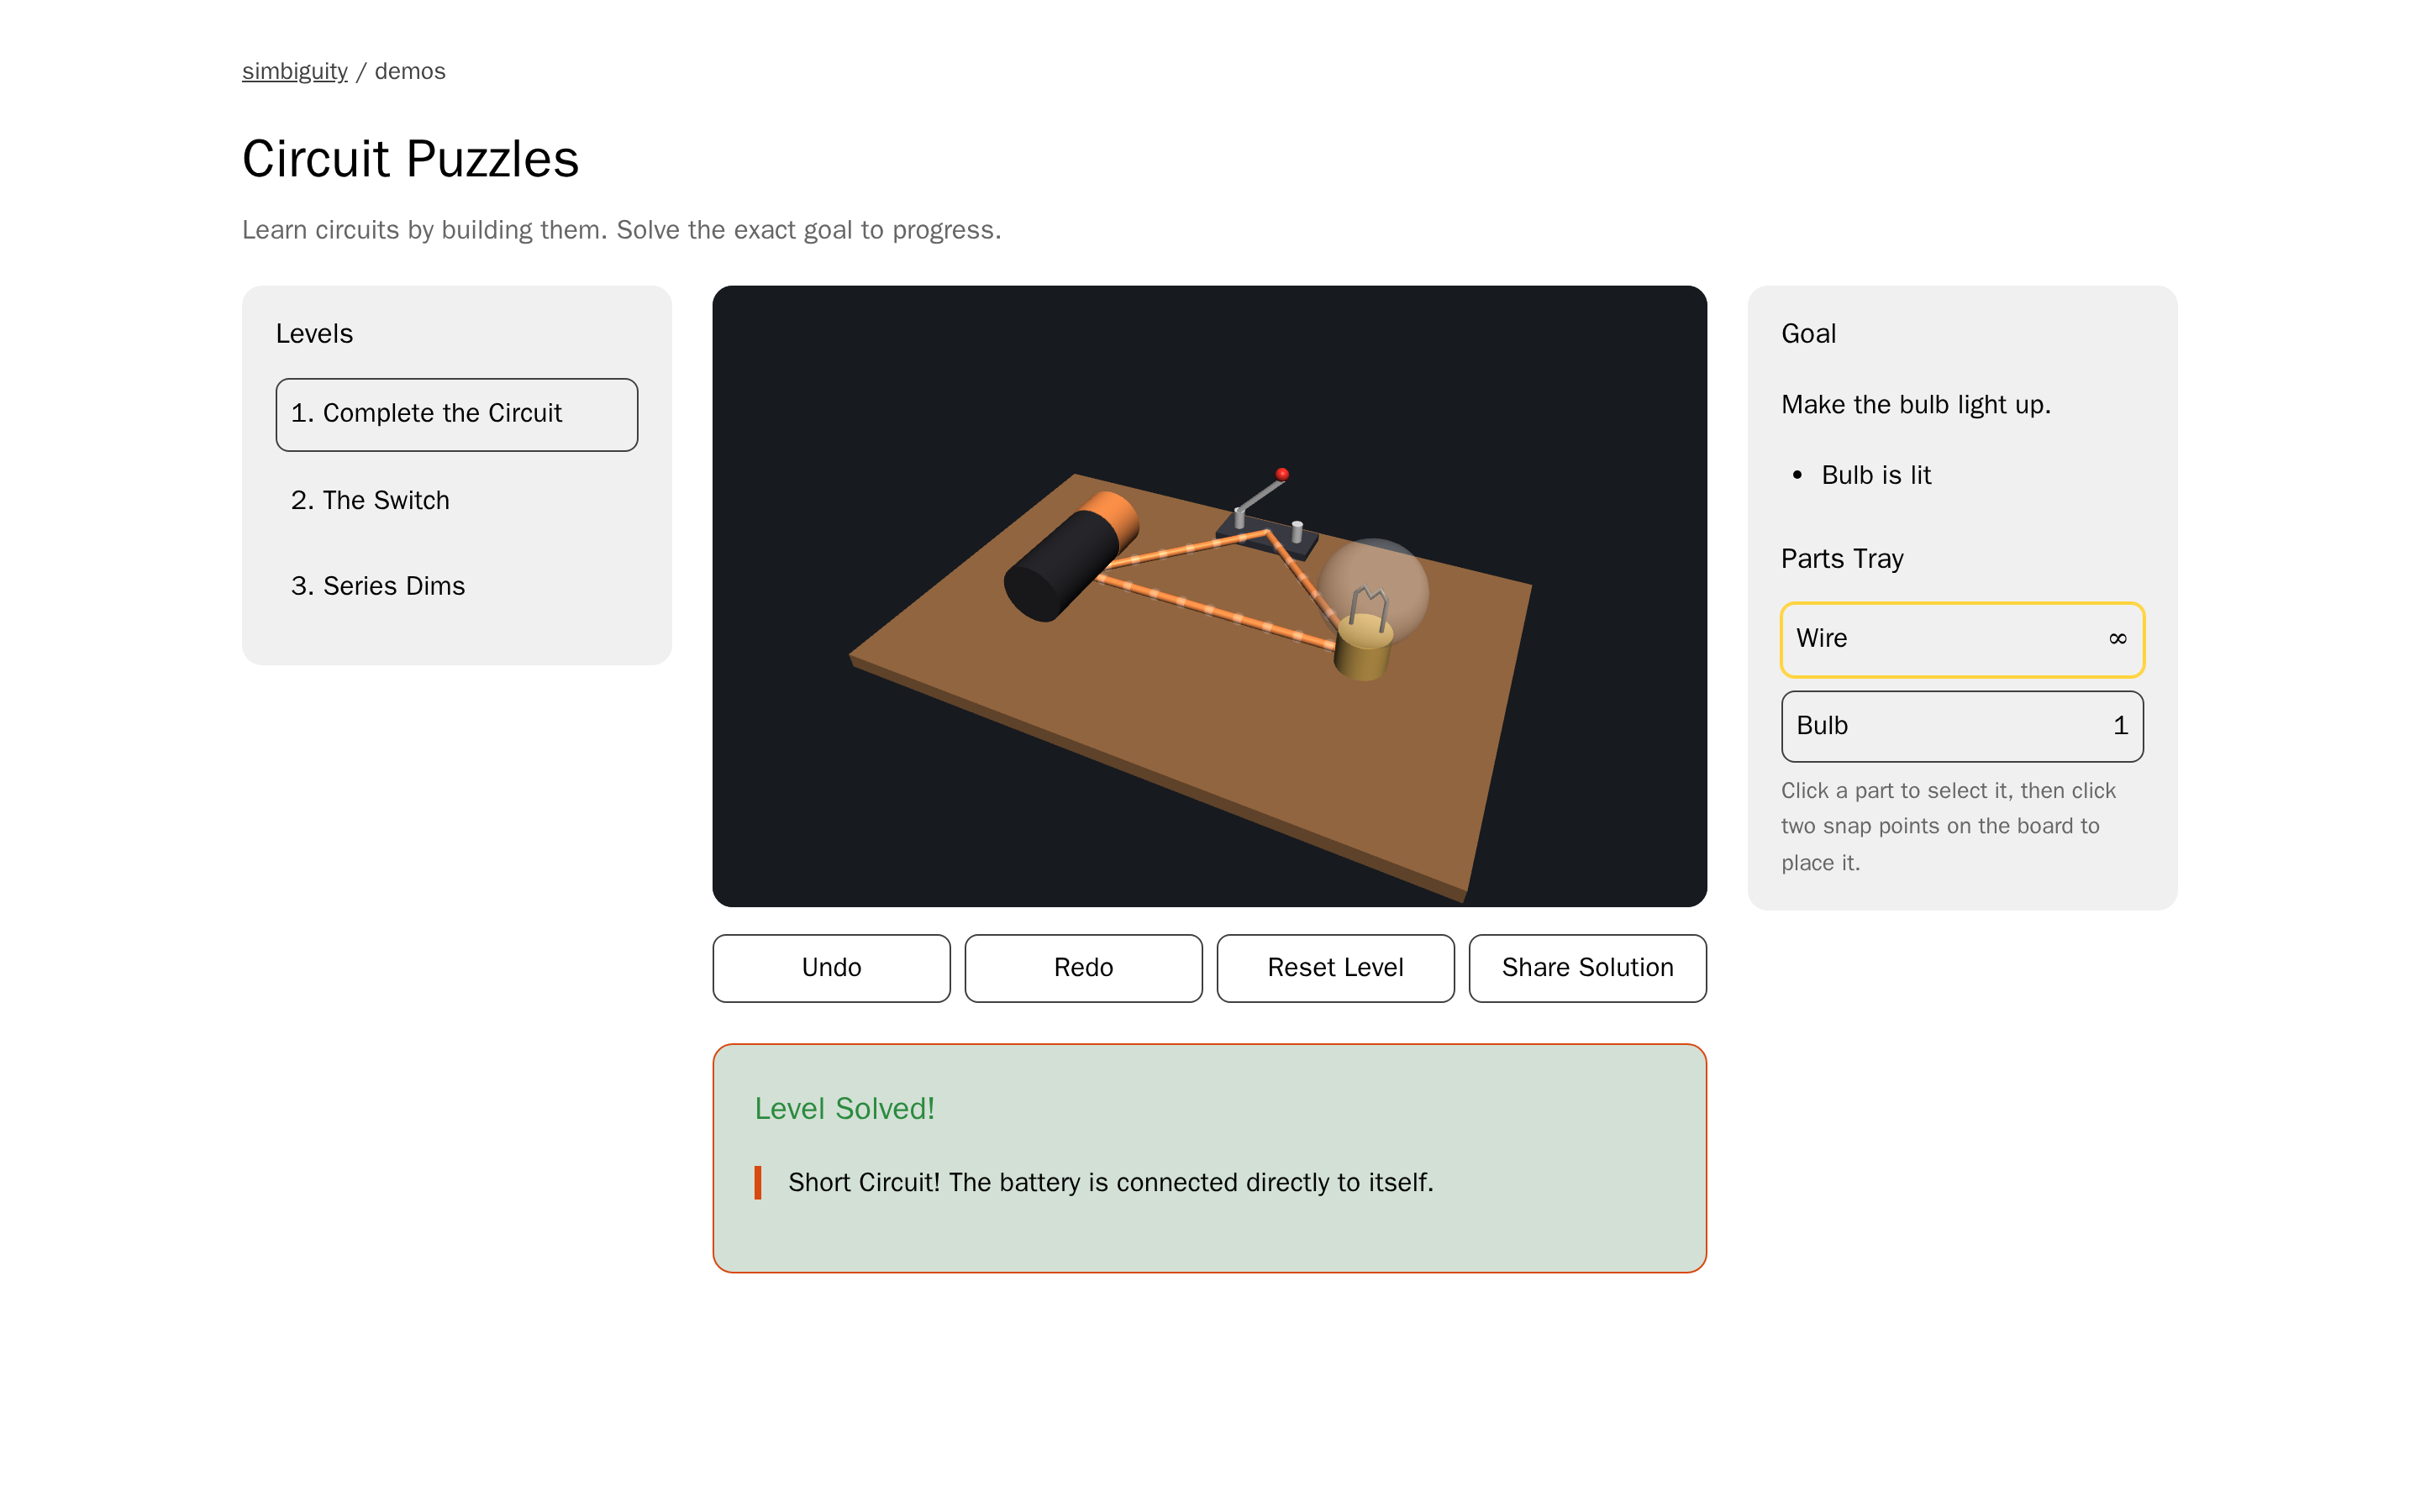 simbiguity / demos
Circuit Puzzles
Learn circuits by building them. Solve the exact goal to progress.
Levels
1. Complete the Circuit
2. The Switch
3. Series Dims
Goal
Make the bulb light up.
• Bulb is lit
Parts Tray
Wire ∞
Bulb 1
Click a part to select it, then click
two snap points on the board to
place it.
Undo
Redo
Reset Level
Share Solution
Level Solved!
Short Circuit! The battery is connected directly to itself.